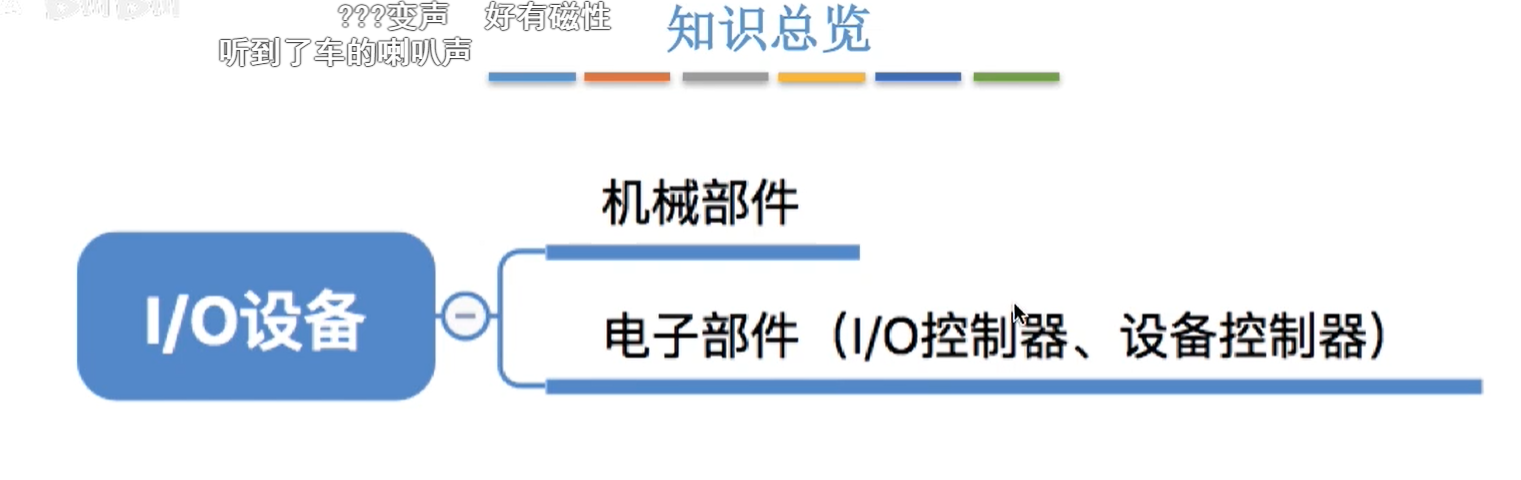 ???变声 好有磁性
知识总览
听到了车的喇叭声
机械部件
I/O设备
电子部件（I/O控制器、设备控制器）